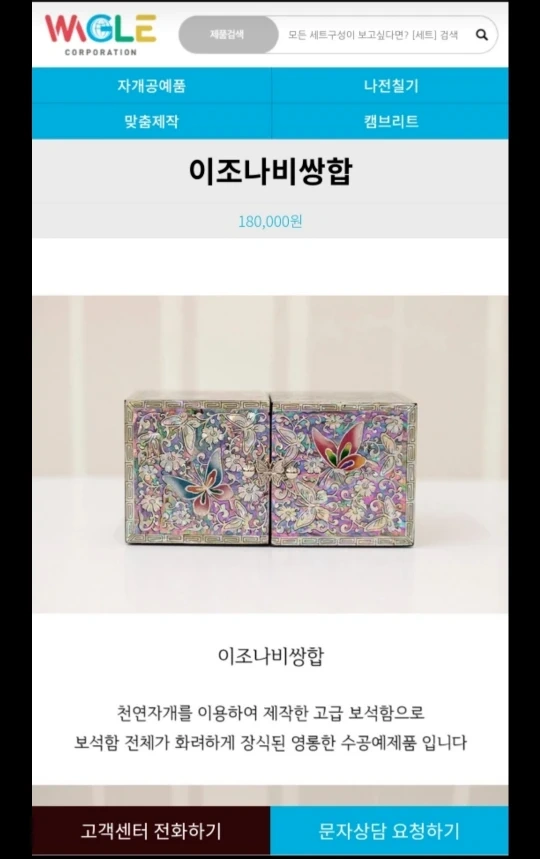 WAGLE
CORPORATION
제품검색
모든 세트구성이 보고싶다면? [세트] 검색
자개공예품
나전칠기
맞춤제작
캠브리트
이조나비쌍합
180,000원
이조나비쌍합
천연자개를 이용하여 제작한 고급 보석함으로
보석함 전체가 화려하게 장식된 영롱한 수공예제품 입니다
고객센터 전화하기
문자상담 요청하기